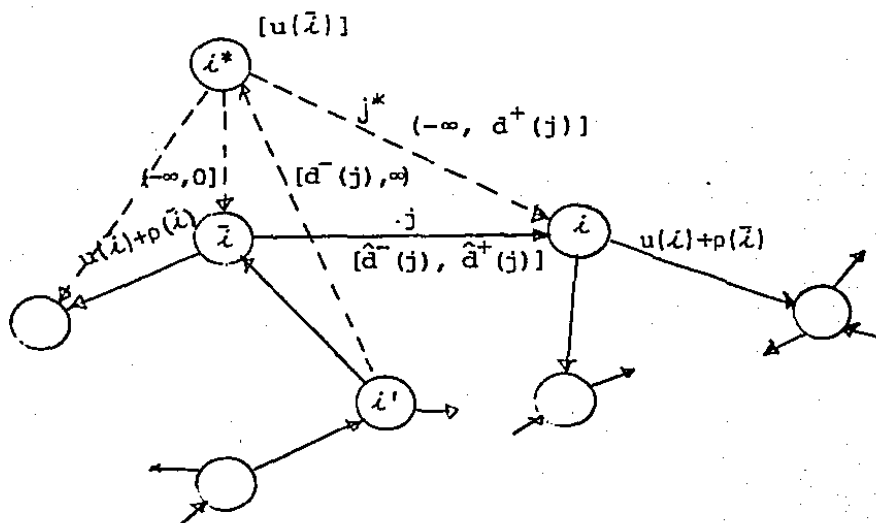 [u(ī)]
i*
j*
(-∞, d⁺(j)]
(-∞,0]
[d⁻(j),∞)
u(i)+p(ī)
ī
j
i
[d̂⁻(j), d̂⁺(j)]
u(i)+p(ī)
i'